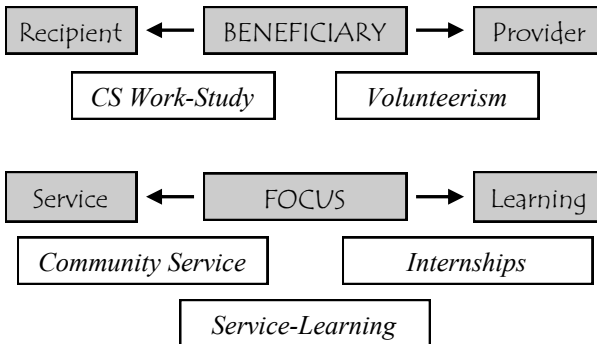 Recipient BENEFICIARY Provider
CS Work-Study Volunteerism
Service FOCUS Learning
Community Service Internships
Service-Learning